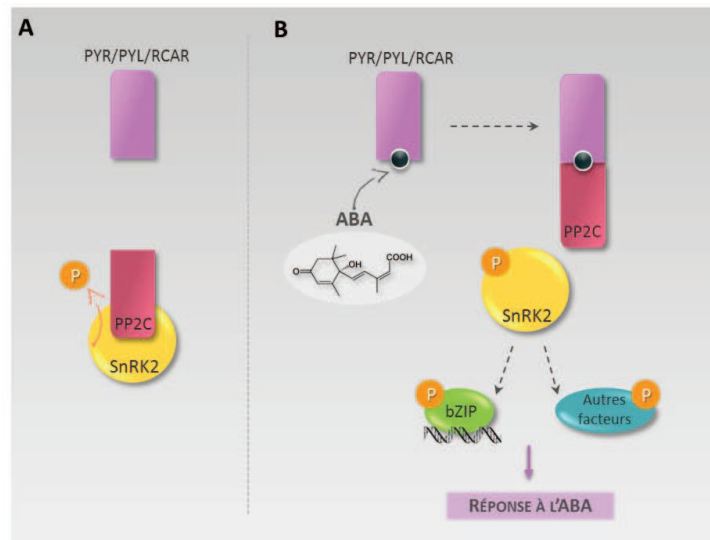 A
PYR/PYL/RCAR
P
PP2C
SnRK2
B
PYR/PYL/RCAR
ABA
O
OH
COOH
PP2C
P
SnRK2
P
bZIP
P
Autres
facteurs
RÉPONSE À L'ABA